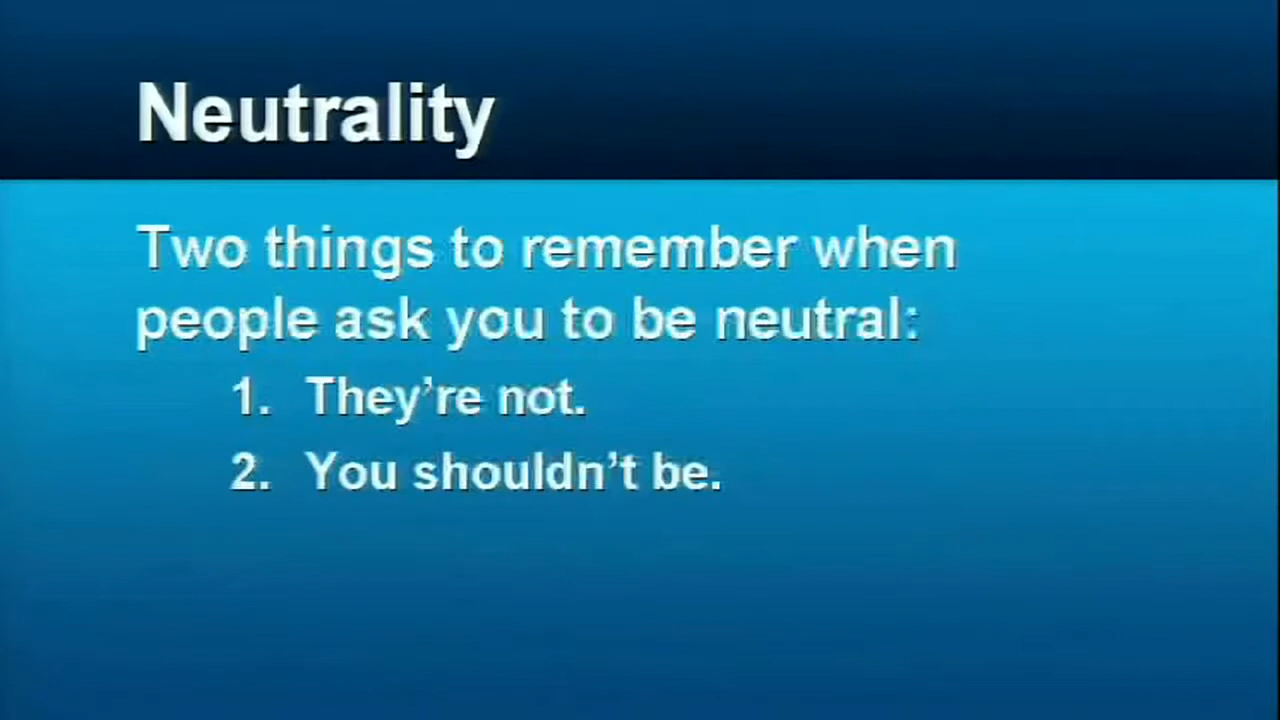 Neutrality
Two things to remember when
people ask you to be neutral:
1. They’re not.
2. You shouldn’t be.